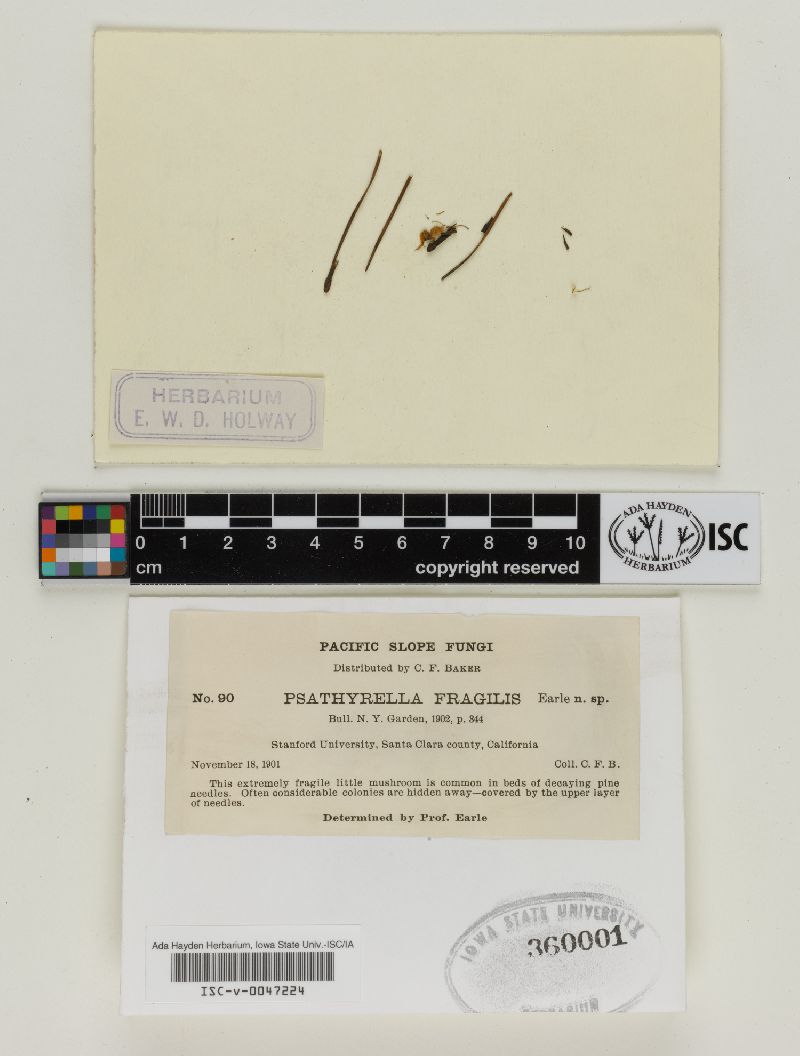 HERBARIUM
E. W. D. HOLWAY
0 1 2 3 4 5 6 7 8 9 10
cm copyright reserved
ADA HAYDEN
HERBARIUM
ISC
PACIFIC SLOPE FUNGI
Distributed by C. F. BAKER
No. 90 PSATHYRELLA FRAGILIS Earle n. sp.
Bull. N. Y. Garden, 1902, p. 344
Stanford University, Santa Clara county, California
November 18, 1901 Coll. C. F. B.
This extremely fragile little mushroom is common in beds of decaying pine
needles. Often considerable colonies are hidden away—covered by the upper layer
of needles.
Determined by Prof. Earle
IOWA STATE UNIVERSITY
360001
HERBARIUM
Ada Hayden Herbarium, Iowa State Univ.-ISC/IA
ISC-v-0047224